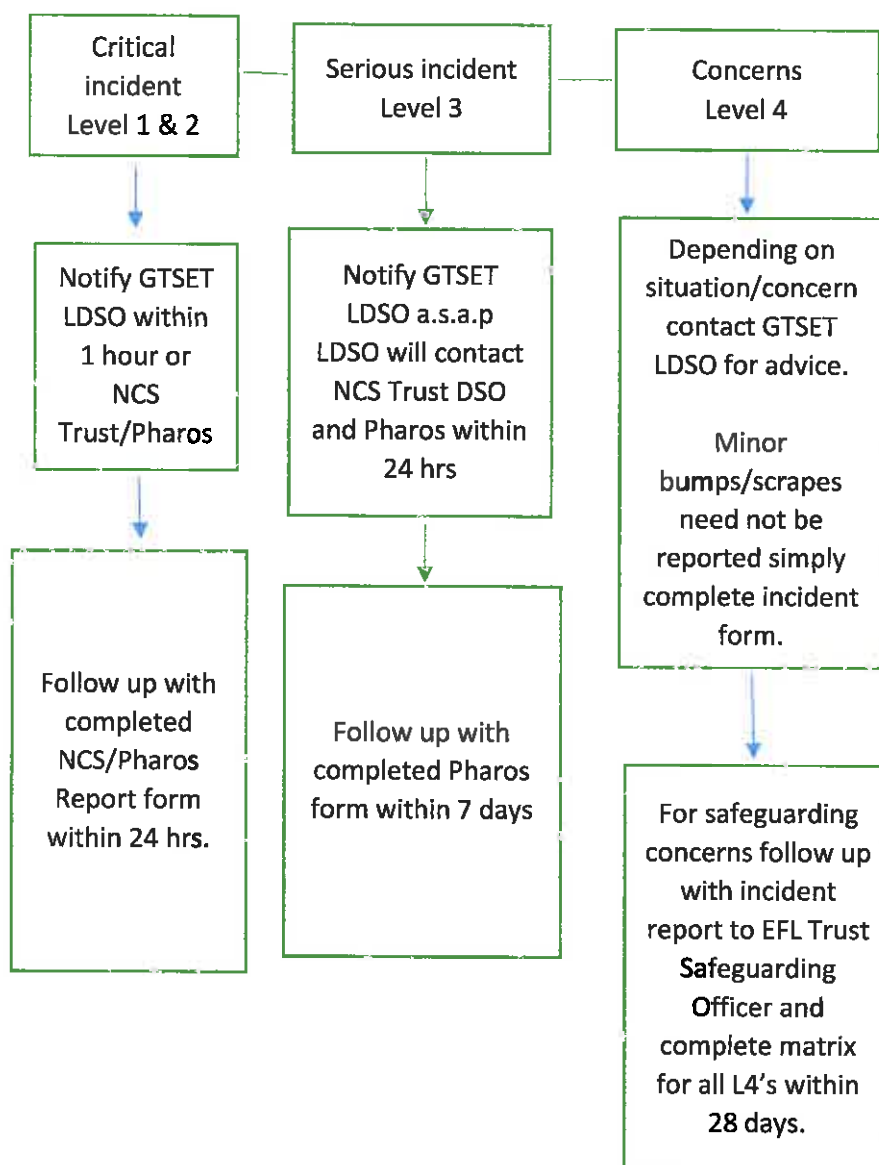 Critical
incident
Level 1 & 2
Serious incident
Level 3
Concerns
Level 4
Notify GTSET
LDSO within
1 hour or
NCS
Trust/Pharos
Notify GTSET
LDSO a.s.a.p
LDSO will contact
NCS Trust DSO
and Pharos within
24 hrs
Depending on
situation/concern
contact GTSET
LDSO for advice.
Minor
bumps/scrapes
need not be
reported simply
complete incident
form.
Follow up with
completed
NCS/Pharos
Report form
within 24 hrs.
Follow up with
completed Pharos
form within 7 days
For safeguarding
concerns follow up
with incident
report to EFL Trust
Safeguarding
Officer and
complete matrix
for all L4's within
28 days.